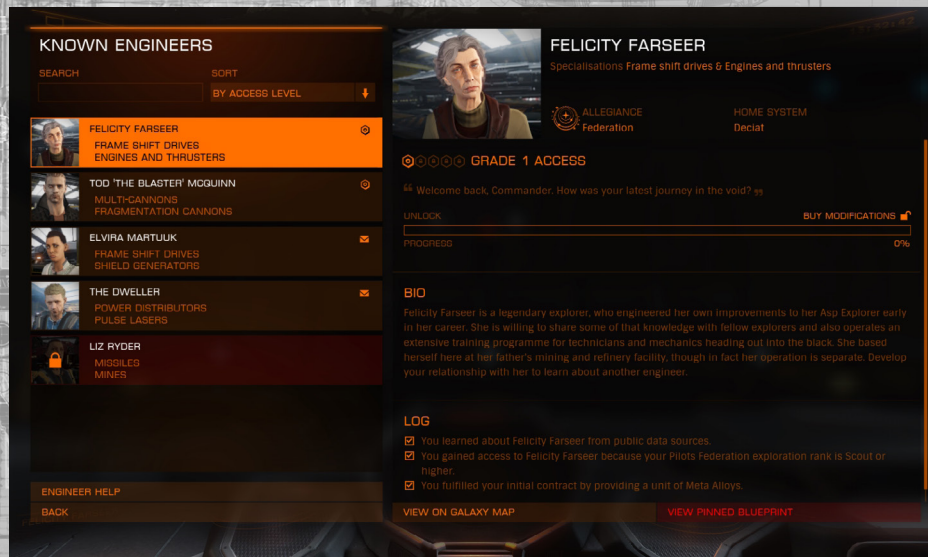 KNOWN ENGINEERS
SEARCH
SORT
BY ACCESS LEVEL
FELICITY FARSEER
FRAME SHIFT DRIVES
ENGINES AND THRUSTERS
TOD 'THE BLASTER' MCQUINN
MULTI-CANNONS
FRAGMENTATION CANNONS
ELVIRA MARTUUK
FRAME SHIFT DRIVES
SHIELD GENERATORS
THE DWELLER
POWER DISTRIBUTORS
PULSE LASERS
LIZ RYDER
MISSILES
MINES
ENGINEER HELP
BACK
FELICITY FARSEER
Specialisations Frame shift drives & Engines and thrusters
ALLEGIANCE
Federation
HOME SYSTEM
Deciat
GRADE 1 ACCESS
“ Welcome back, Commander. How was your latest journey in the void? ”
UNLOCK
BUY MODIFICATIONS
PROGRESS
0%
BIO
Felicity Farseer is a legendary explorer, who engineered her own improvements to her Asp Explorer early
in her career. She is willing to share some of that knowledge with fellow explorers and also operates an
extensive training programme for technicians and mechanics heading out into the black. She based
herself here at her father's mining and refinery facility, though in fact her operation is separate. Develop
your relationship with her to learn about another engineer.
LOG
You learned about Felicity Farseer from public data sources.
You gained access to Felicity Farseer because your Pilots Federation exploration rank is Scout or
higher.
You fulfilled your initial contract by providing a unit of Meta Alloys.
VIEW ON GALAXY MAP
VIEW PINNED BLUEPRINT